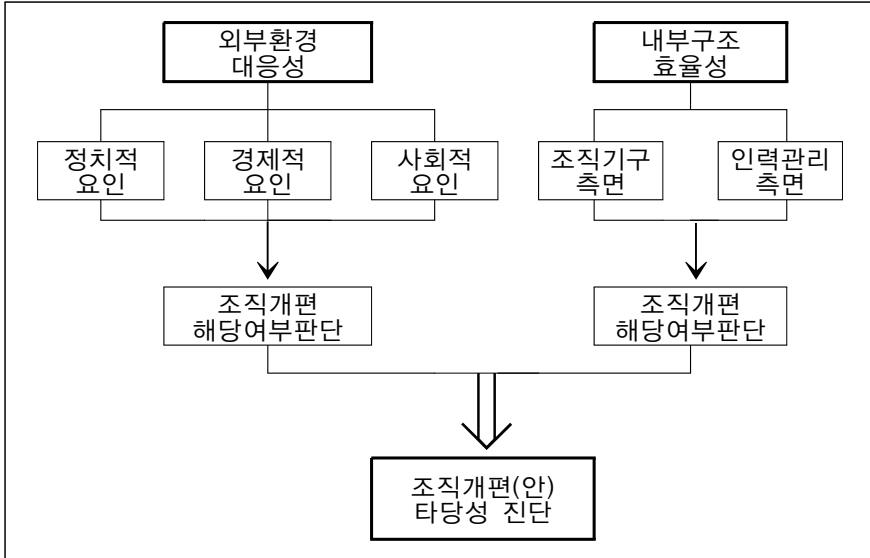 외부환경
대응성
내부구조
효율성
정치적
요인
경제적
요인
사회적
요인
조직기구
측면
인력관리
측면
조직개편
해당여부판단
조직개편
해당여부판단
조직개편(안)
타당성 진단